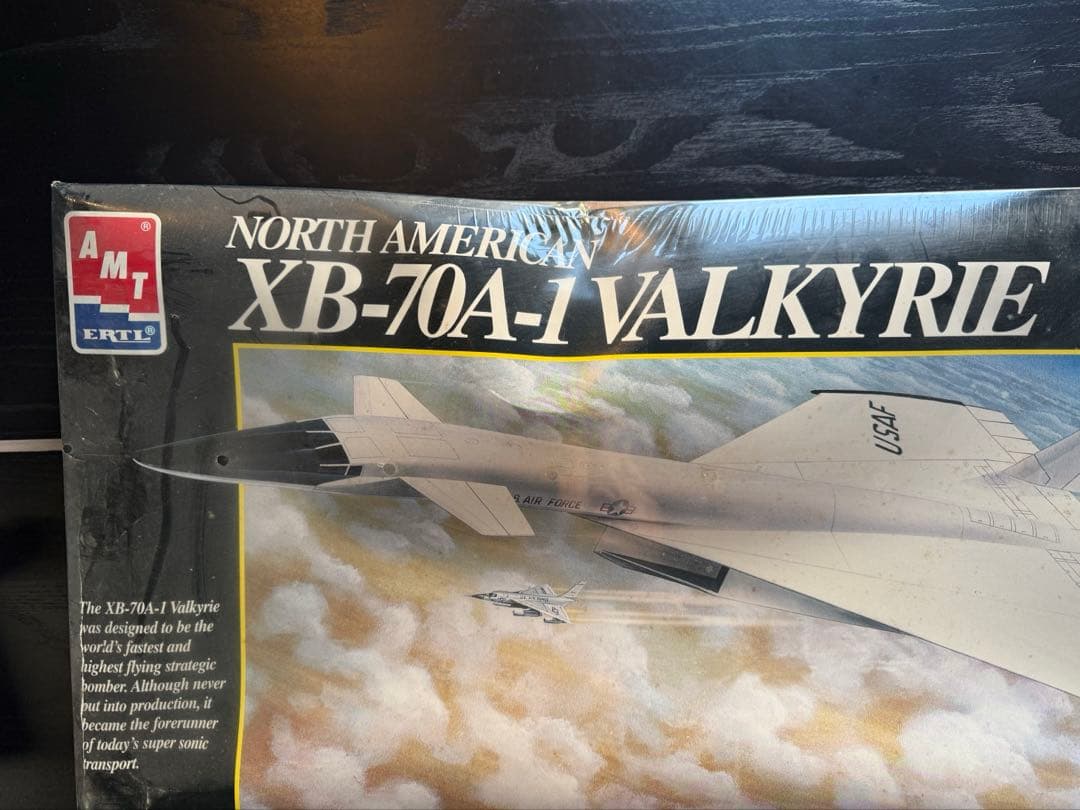 AMT®
ERTL®
NORTH AMERICAN
XB-70A-1 VALKYRIE
USAF
AIR FORCE
The XB-70A-1 Valkyrie
was designed to be the
world's fastest and
highest flying strategic
bomber. Although never
put into production, it
became the forerunner
of today's super sonic
transport.